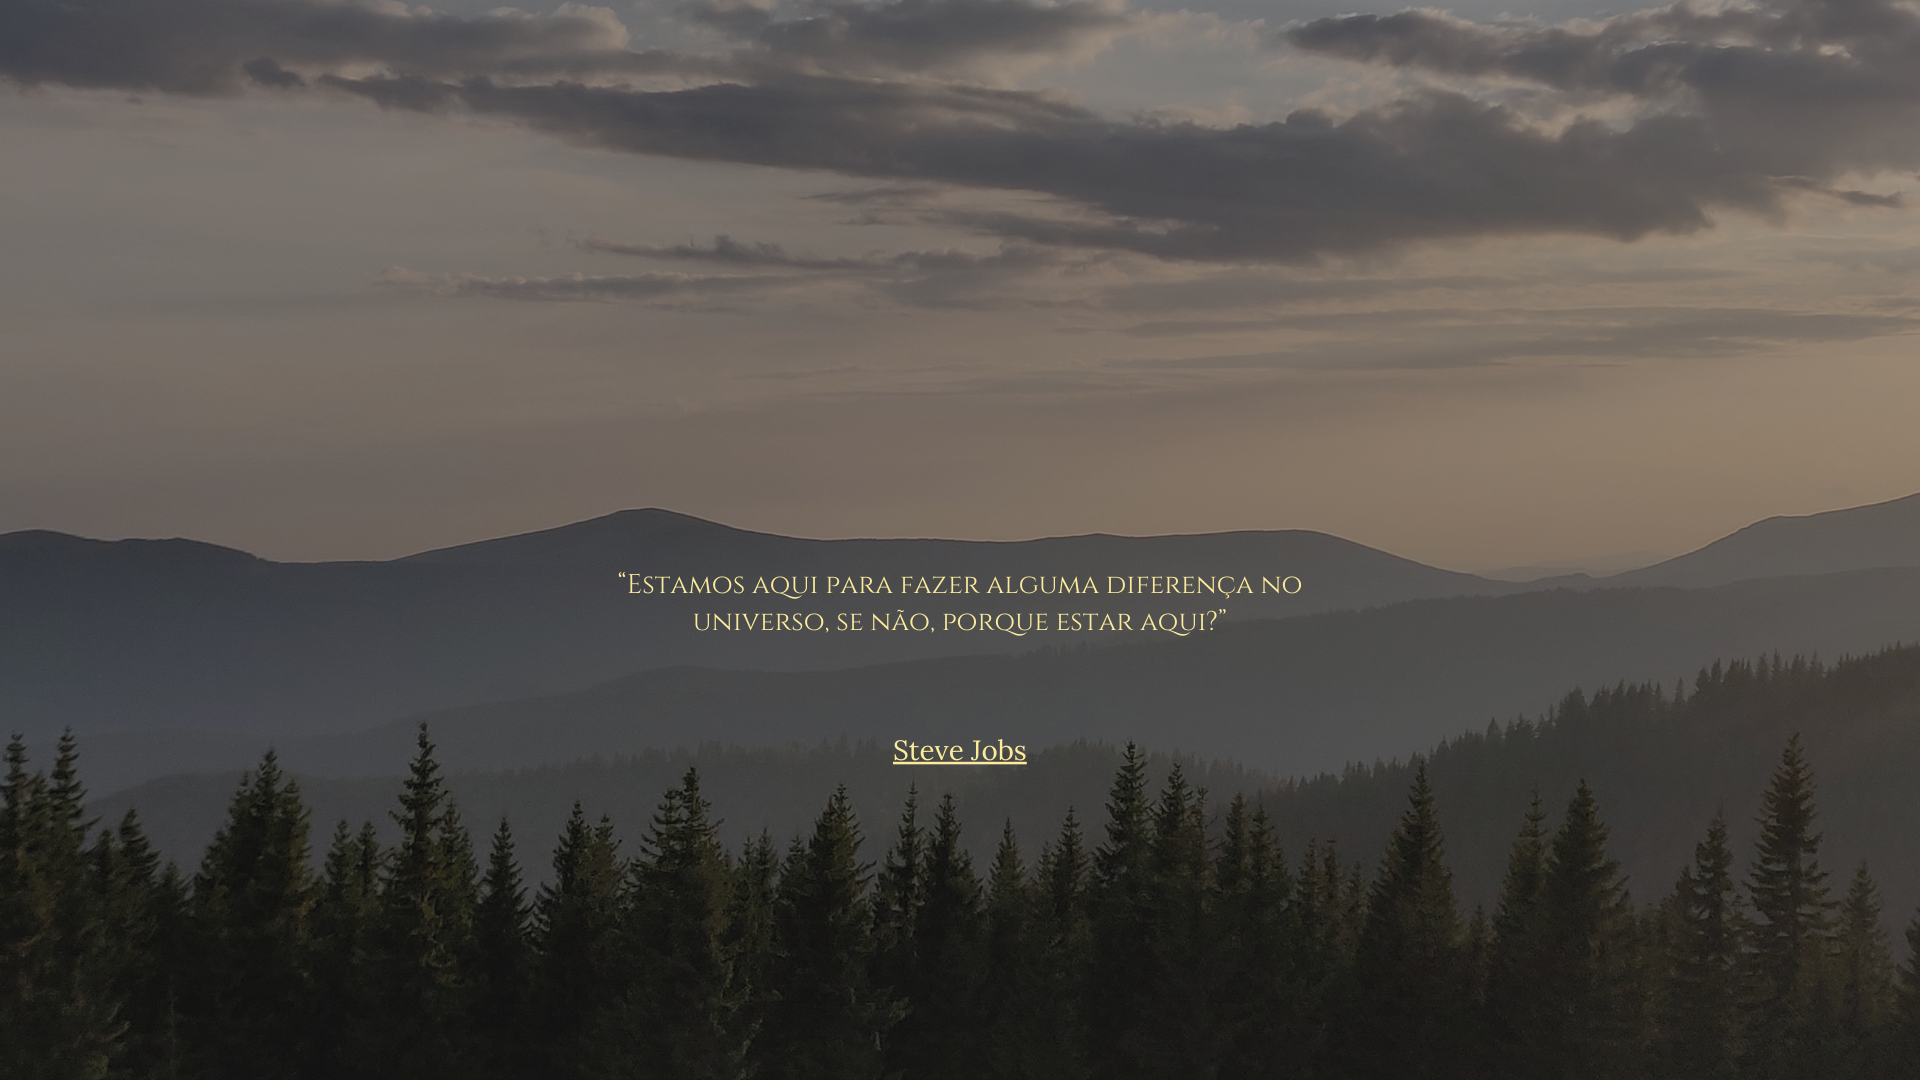 “Estamos aqui para fazer alguma diferença no
universo, se não, porque estar aqui?”
Steve Jobs